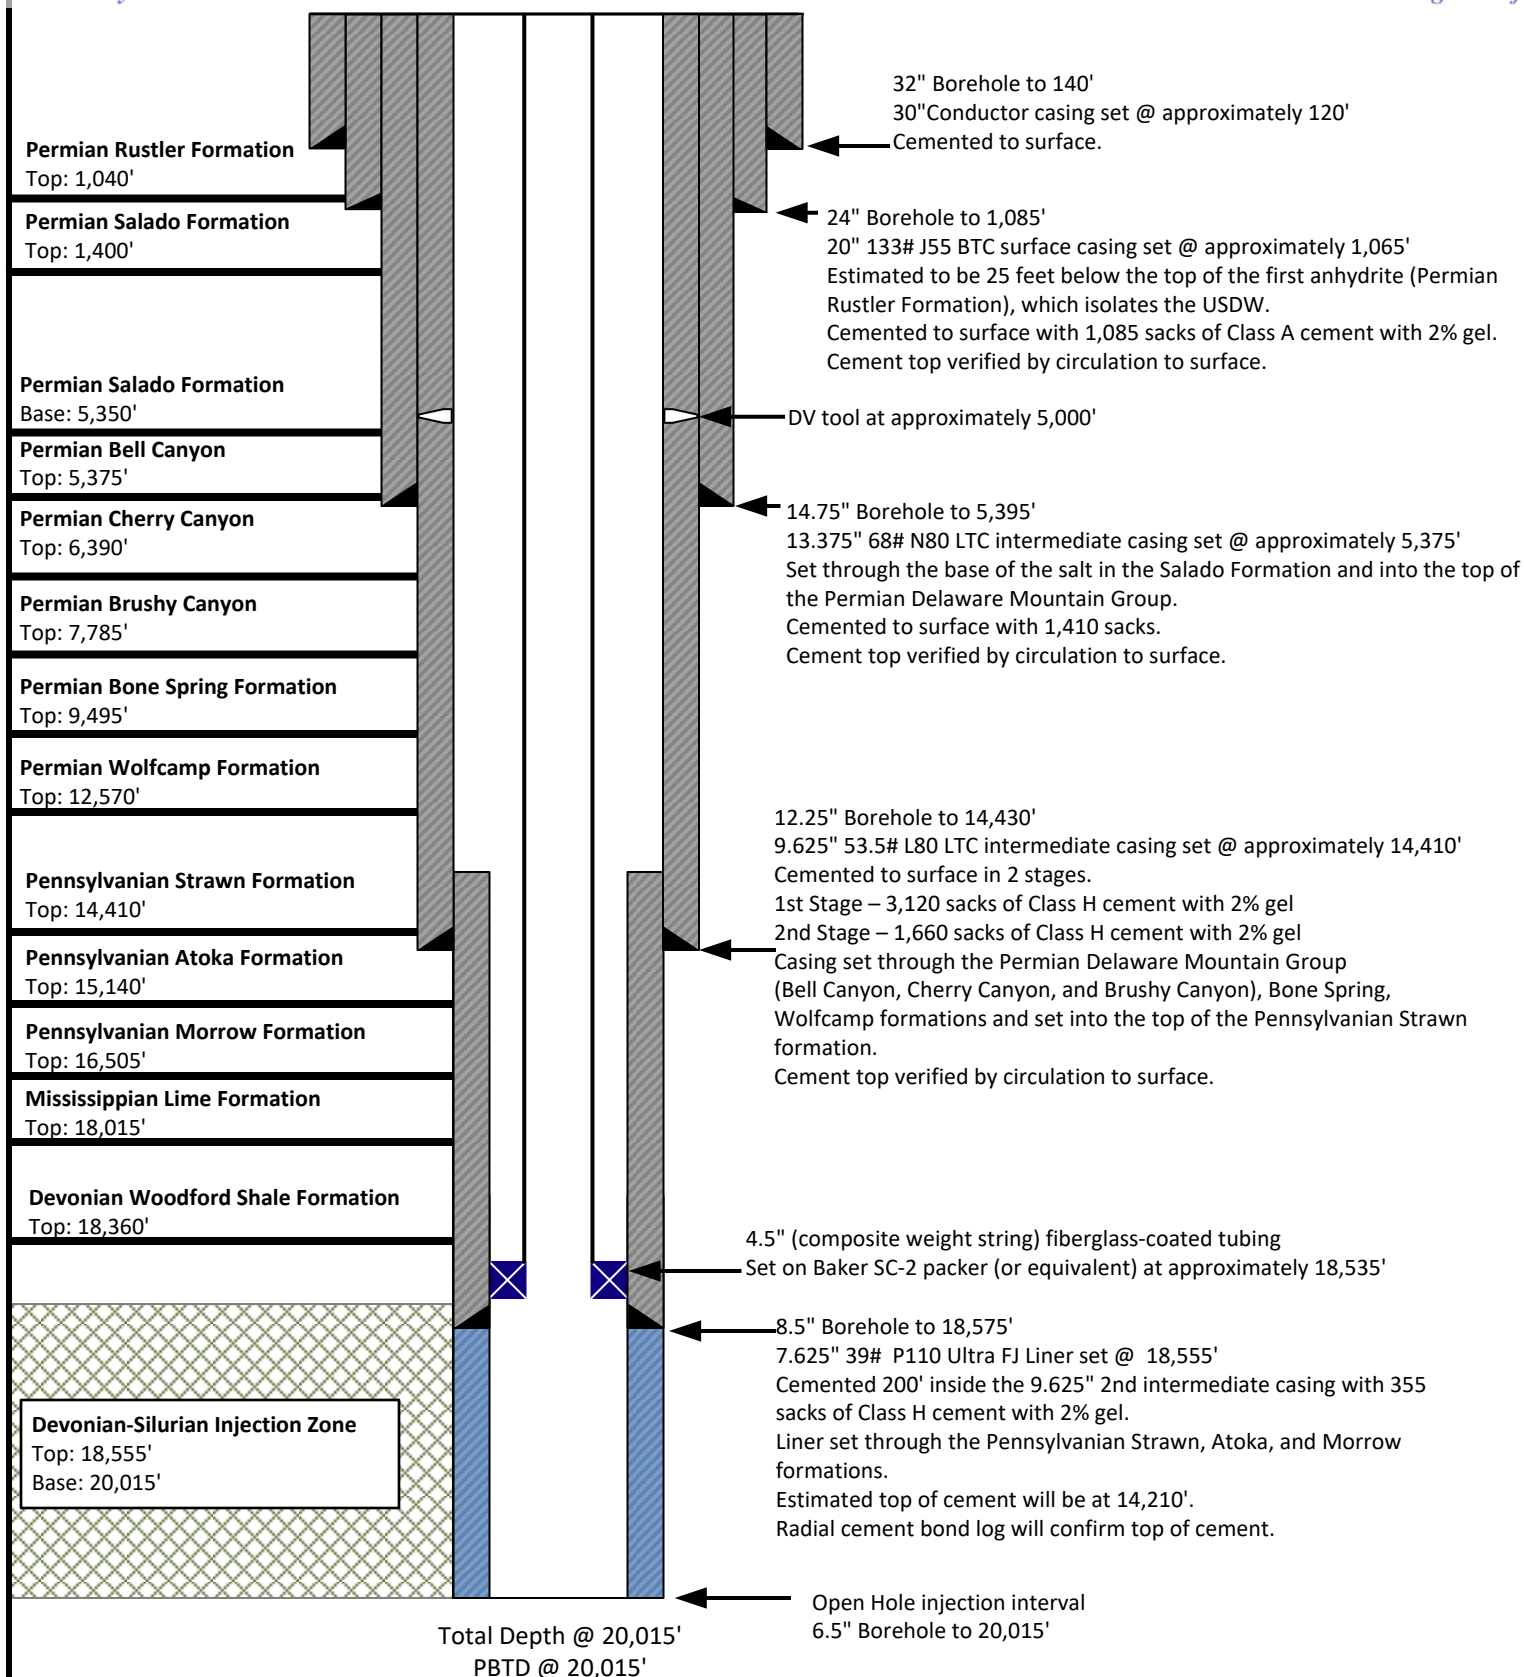 Permian Rustler Formation
Top: 1,040'
Permian Salado Formation
Top: 1,400'
Permian Salado Formation
Base: 5,350'
Permian Bell Canyon
Top: 5,375'
Permian Cherry Canyon
Top: 6,390'
Permian Brushy Canyon
Top: 7,785'
Permian Bone Spring Formation
Top: 9,495'
Permian Wolfcamp Formation
Top: 12,570'
Pennsylvanian Strawn Formation
Top: 14,410'
Pennsylvanian Atoka Formation
Top: 15,140'
Pennsylvanian Morrow Formation
Top: 16,505'
Mississippian Lime Formation
Top: 18,015'
Devonian Woodford Shale Formation
Top: 18,360'
Devonian-Silurian Injection Zone
Top: 18,555'
Base: 20,015'
32" Borehole to 140'
30"Conductor casing set @ approximately 120'
Cemented to surface.
24" Borehole to 1,085'
20" 133# J55 BTC surface casing set @ approximately 1,065'
Estimated to be 25 feet below the top of the first anhydrite (Permian
Rustler Formation), which isolates the USDW.
Cemented to surface with 1,085 sacks of Class A cement with 2% gel.
Cement top verified by circulation to surface.
DV tool at approximately 5,000'
14.75" Borehole to 5,395'
13.375" 68# N80 LTC intermediate casing set @ approximately 5,375'
Set through the base of the salt in the Salado Formation and into the top of
the Permian Delaware Mountain Group.
Cemented to surface with 1,410 sacks.
Cement top verified by circulation to surface.
12.25" Borehole to 14,430'
9.625" 53.5# L80 LTC intermediate casing set @ approximately 14,410'
Cemented to surface in 2 stages.
1st Stage – 3,120 sacks of Class H cement with 2% gel
2nd Stage – 1,660 sacks of Class H cement with 2% gel
Casing set through the Permian Delaware Mountain Group
(Bell Canyon, Cherry Canyon, and Brushy Canyon), Bone Spring,
Wolfcamp formations and set into the top of the Pennsylvanian Strawn
formation.
Cement top verified by circulation to surface.
4.5" (composite weight string) fiberglass-coated tubing
Set on Baker SC-2 packer (or equivalent) at approximately 18,535'
8.5" Borehole to 18,575'
7.625" 39#  P110 Ultra FJ Liner set @  18,555'
Cemented 200' inside the 9.625" 2nd intermediate casing with 355
sacks of Class H cement with 2% gel.
Liner set through the Pennsylvanian Strawn, Atoka, and Morrow
formations.
Estimated top of cement will be at 14,210'.
Radial cement bond log will confirm top of cement.
Open Hole injection interval
6.5" Borehole to 20,015'
Total Depth @ 20,015'
PBTD @ 20,015'